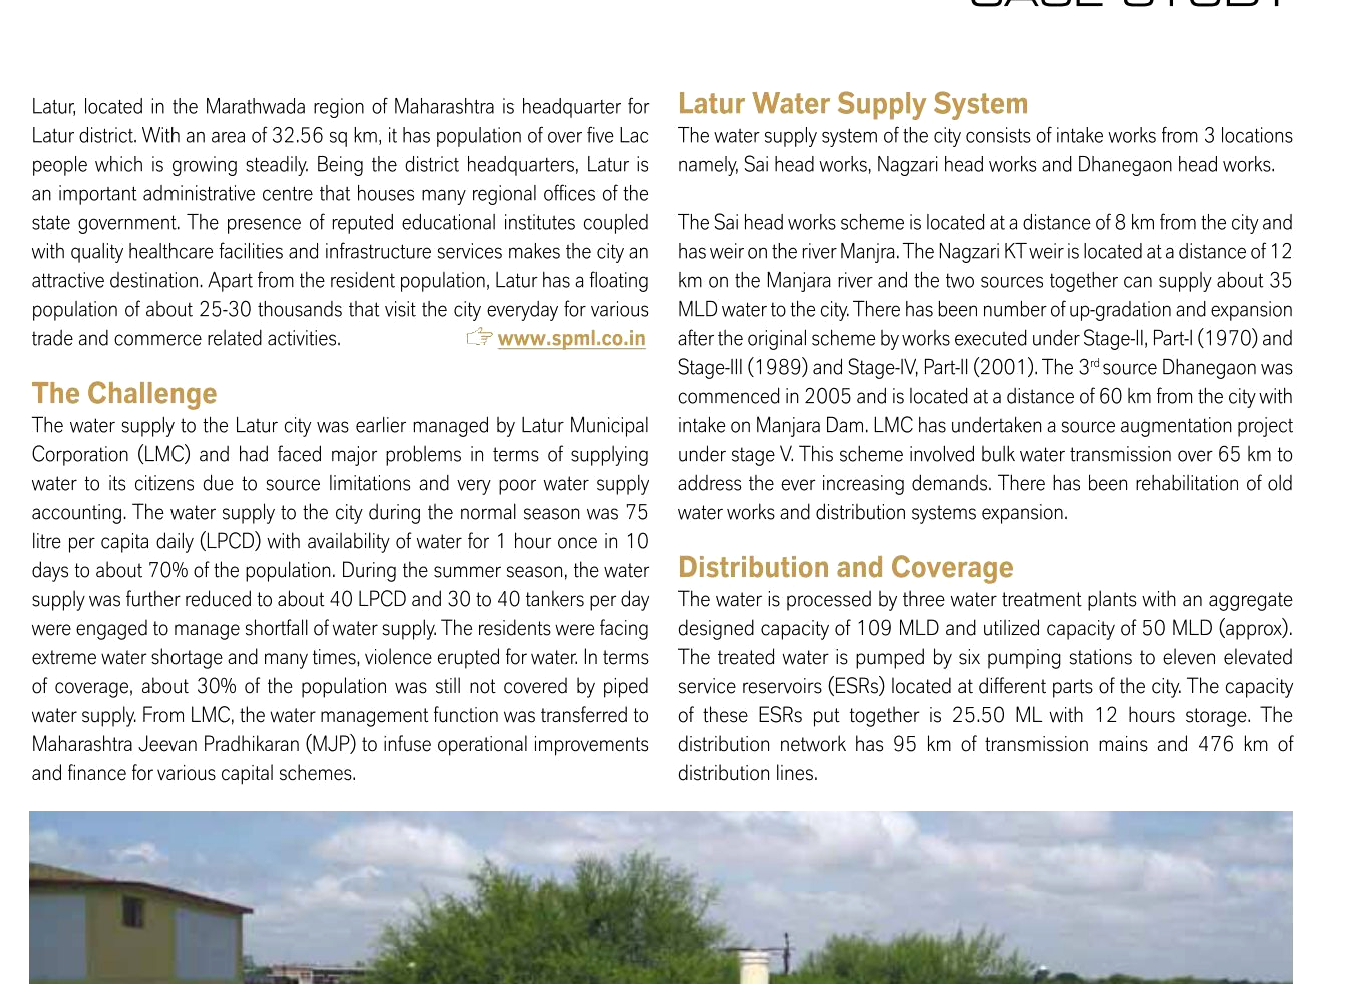 CASE STUDY
Latur, located in the Marathwada region of Maharashtra is headquarter for
Latur district. With an area of 32.56 sq km, it has population of over five Lac
people which is growing steadily. Being the district headquarters, Latur is
an important administrative centre that houses many regional offices of the
state government. The presence of reputed educational institutes coupled
with quality healthcare facilities and infrastructure services makes the city an
attractive destination. Apart from the resident population, Latur has a floating
population of about 25-30 thousands that visit the city everyday for various
trade and commerce related activities. www.spml.co.in
The Challenge
The water supply to the Latur city was earlier managed by Latur Municipal
Corporation (LMC) and had faced major problems in terms of supplying
water to its citizens due to source limitations and very poor water supply
accounting. The water supply to the city during the normal season was 75
litre per capita daily (LPCD) with availability of water for 1 hour once in 10
days to about 70% of the population. During the summer season, the water
supply was further reduced to about 40 LPCD and 30 to 40 tankers per day
were engaged to manage shortfall of water supply. The residents were facing
extreme water shortage and many times, violence erupted for water. In terms
of coverage, about 30% of the population was still not covered by piped
water supply. From LMC, the water management function was transferred to
Maharashtra Jeevan Pradhikaran (MJP) to infuse operational improvements
and finance for various capital schemes.
Latur Water Supply System
The water supply system of the city consists of intake works from 3 locations
namely, Sai head works, Nagzari head works and Dhanegaon head works.
The Sai head works scheme is located at a distance of 8 km from the city and
has weir on the river Manjra. The Nagzari KT weir is located at a distance of 12
km on the Manjara river and the two sources together can supply about 35
MLD water to the city. There has been number of up-gradation and expansion
after the original scheme by works executed under Stage-II, Part-I (1970) and
Stage-III (1989) and Stage-IV, Part-II (2001). The 3rd source Dhanegaon was
commenced in 2005 and is located at a distance of 60 km from the city with
intake on Manjara Dam. LMC has undertaken a source augmentation project
under stage V. This scheme involved bulk water transmission over 65 km to
address the ever increasing demands. There has been rehabilitation of old
water works and distribution systems expansion.
Distribution and Coverage
The water is processed by three water treatment plants with an aggregate
designed capacity of 109 MLD and utilized capacity of 50 MLD (approx).
The treated water is pumped by six pumping stations to eleven elevated
service reservoirs (ESRs) located at different parts of the city. The capacity
of these ESRs put together is 25.50 ML with 12 hours storage. The
distribution network has 95 km of transmission mains and 476 km of
distribution lines.